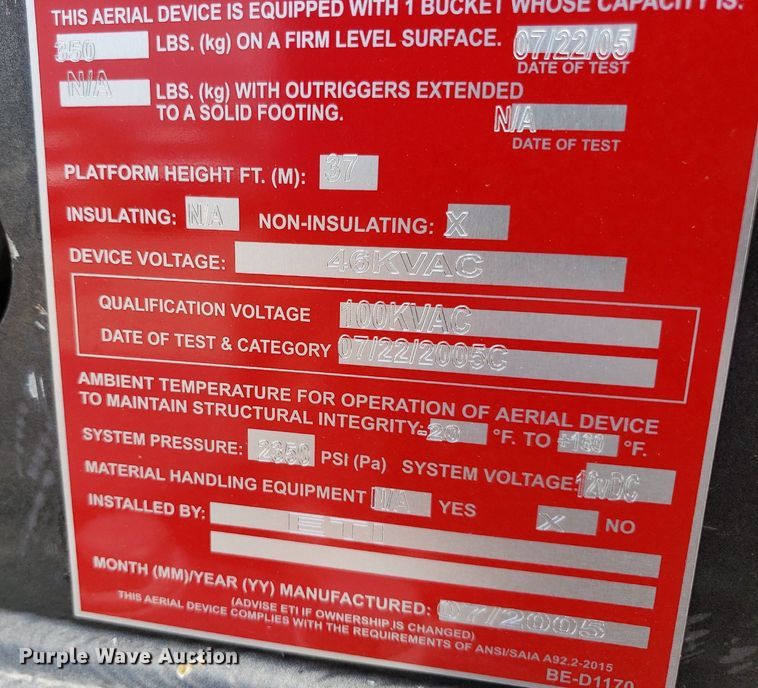 THIS AERIAL DEVICE IS EQUIPPED WITH 1 BUCKET WHOSE CAPACITY IS:
350 LBS. (kg) ON A FIRM LEVEL SURFACE. 07/22/05
DATE OF TEST
N/A LBS. (kg) WITH OUTRIGGERS EXTENDED
TO A SOLID FOOTING. N/A
DATE OF TEST
PLATFORM HEIGHT FT. (M): 37
INSULATING: N/A NON-INSULATING: X
DEVICE VOLTAGE: 46KVAC
QUALIFICATION VOLTAGE 100KVAC
DATE OF TEST & CATEGORY 07/22/2005C
AMBIENT TEMPERATURE FOR OPERATION OF AERIAL DEVICE
TO MAINTAIN STRUCTURAL INTEGRITY: °F. TO °F.
SYSTEM PRESSURE: PSI (Pa) SYSTEM VOLTAGE: 12vDC
MATERIAL HANDLING EQUIPMENT N/A YES X NO
INSTALLED BY: ETI
MONTH (MM)/YEAR (YY) MANUFACTURED: 07/2005
(ADVISE ETI IF OWNERSHIP IS CHANGED)
THIS AERIAL DEVICE COMPLIES WITH THE REQUIREMENTS OF ANSI/SAIA A92.2-2015
BE-D1170
Purple Wave Auction